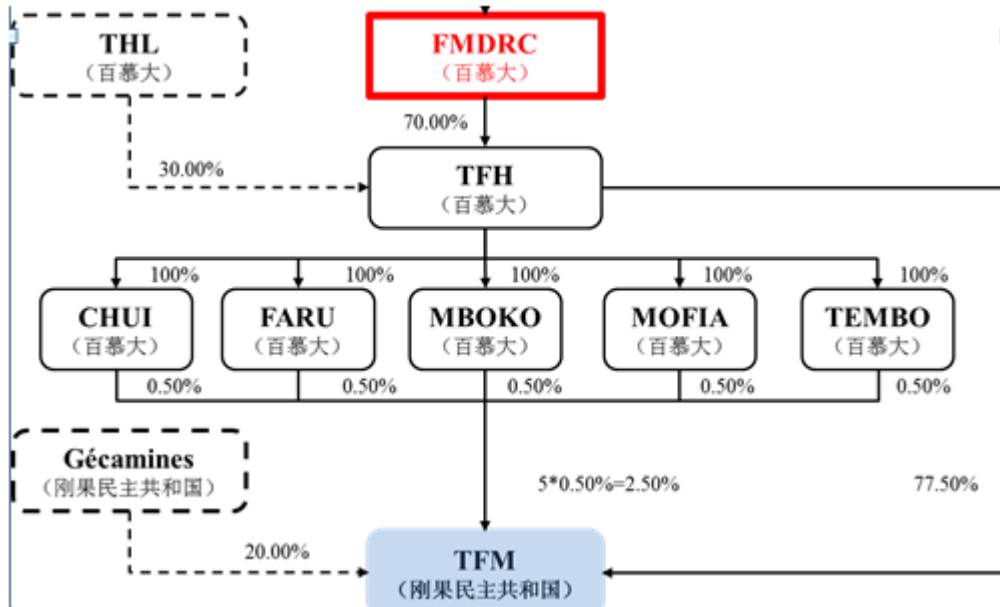 THL
（百慕大）
FMDRC
（百慕大）
70.00%
30.00%
TFH
（百慕大）
100%
100%
100%
100%
100%
CHUI
（百慕大）
FARU
（百慕大）
MBOKO
（百慕大）
MOFIA
（百慕大）
TEMBO
（百慕大）
0.50%
0.50%
0.50%
0.50%
0.50%
Gécamines
（刚果民主共和国）
5*0.50%=2.50%
77.50%
20.00%
TFM
（刚果民主共和国）